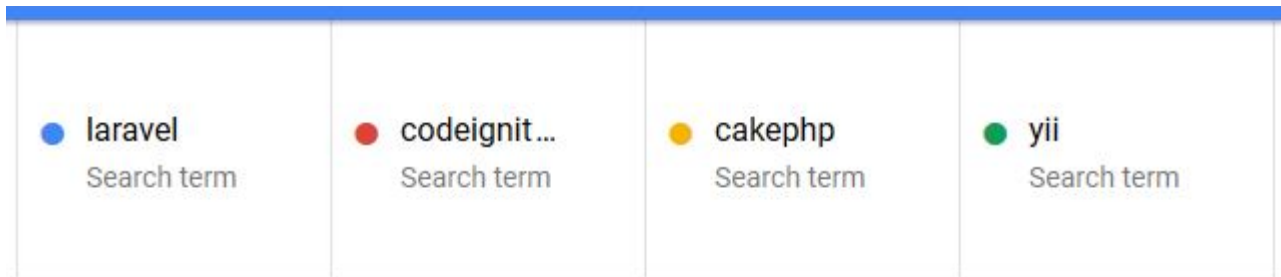 laravel
Search term
codeignit...
Search term
cakephp
Search term
yii
Search term